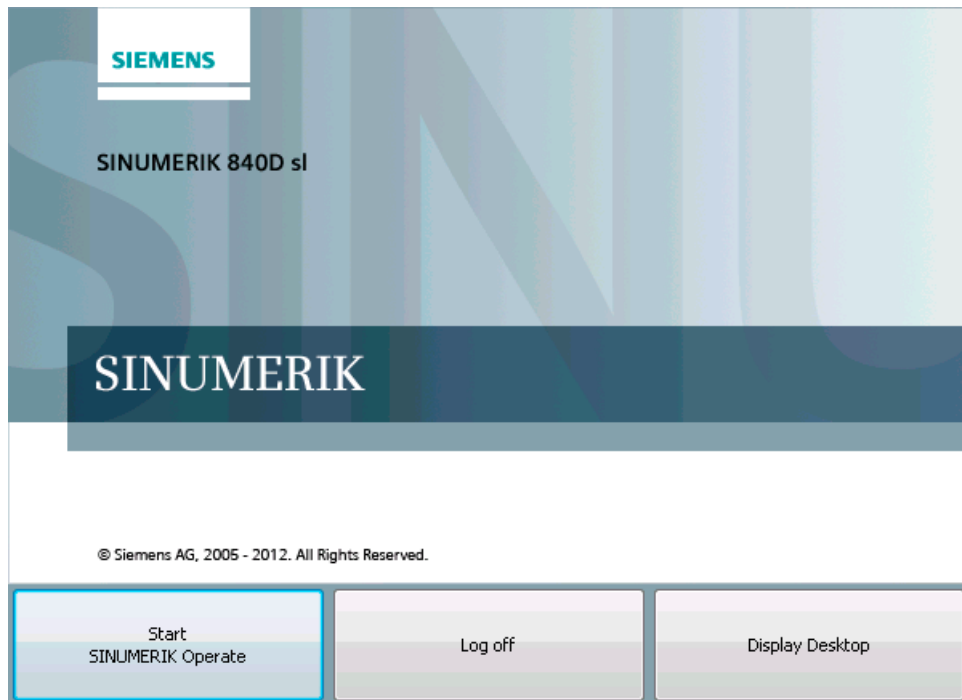 SIEMENS
SINUMERIK 840D sl
SINUMERIK
© Siemens AG, 2005 - 2012. All Rights Reserved.
Start
SINUMERIK Operate
Log off
Display Desktop